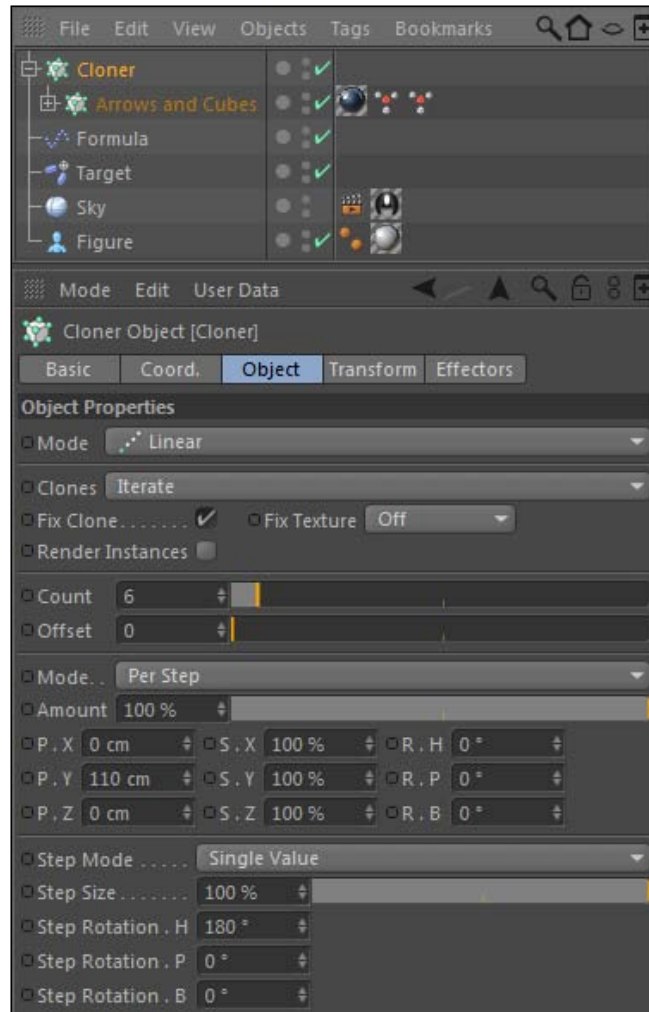 File Edit View Objects Tags Bookmarks
Cloner
Arrows and Cubes
Formula
Target
Sky
Figure
Mode Edit User Data
Cloner Object [Cloner]
Basic Coord. Object Transform Effectors
Object Properties
Mode Linear
Clones Iterate
Fix Clone....... Fix Texture Off
Render Instances
Count 6
Offset 0
Mode. . Per Step
Amount 100 %
P . X 0 cm S . X 100 % R . H 0 °
P . Y 110 cm S . Y 100 % R . P 0 °
P . Z 0 cm S . Z 100 % R . B 0 °
Step Mode ..... Single Value
Step Size....... 100 %
Step Rotation . H 180 °
Step Rotation . P 0 °
Step Rotation . B 0 °